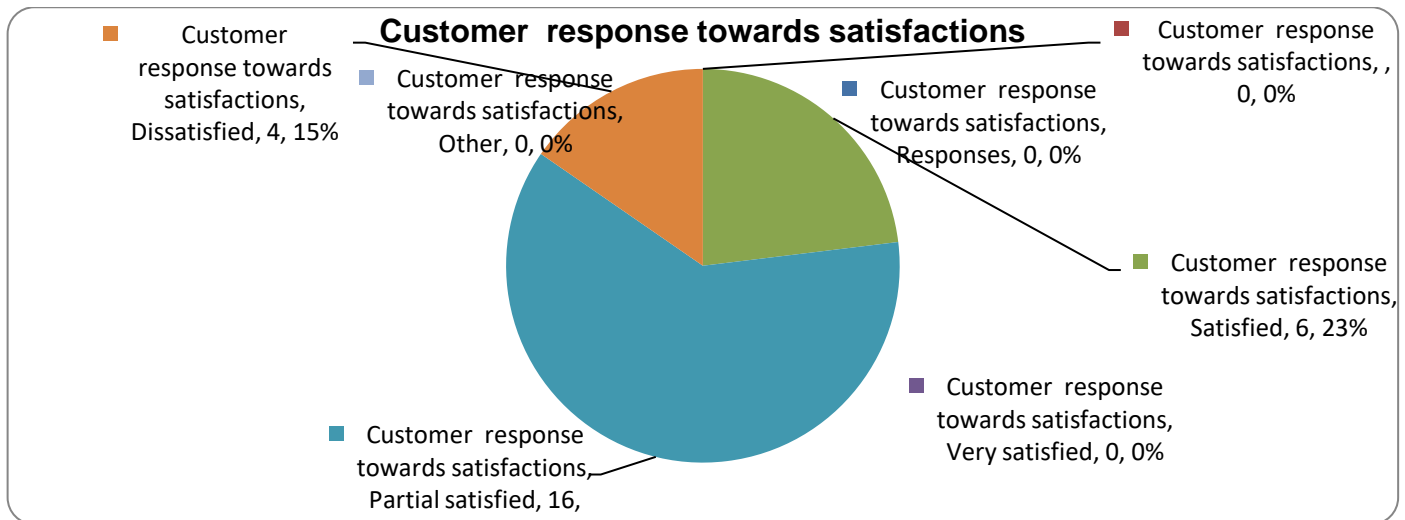 Customer response towards satisfactions
Customer
response towards
satisfactions,
Dissatisfied, 4, 15%
Customer response
towards satisfactions,
Other, 0, 0%
Customer response
towards satisfactions,
Responses, 0, 0%
Customer response
towards satisfactions, ,
0, 0%
Customer response
towards satisfactions,
Satisfied, 6, 23%
Customer response
towards satisfactions,
Very satisfied, 0, 0%
Customer response
towards satisfactions,
Partial satisfied, 16,